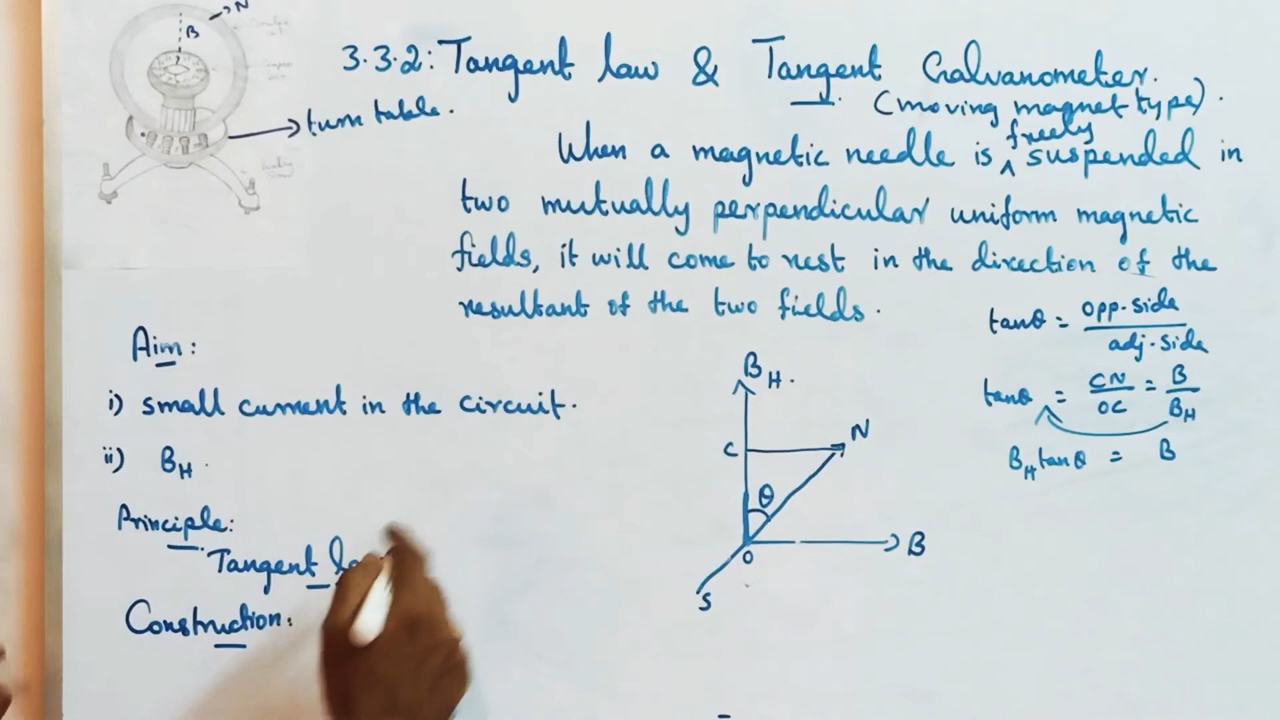 N
B
turn table.
3.3.2: Tangent law & Tangent Galvanometer.
(moving magnet type).
When a magnetic needle is ^ freely suspended in
two mutually perpendicular uniform magnetic
fields, it will come to rest in the direction of the
resultant of the two fields.
tanθ = opp. side / adj. side
tanθ = CN / OC = B / BH
BH tanθ = B
Aim:
i) small current in the circuit.
ii) BH.
Principle:
Tangent
Construction:
BH.
C
N
θ
O
B
S